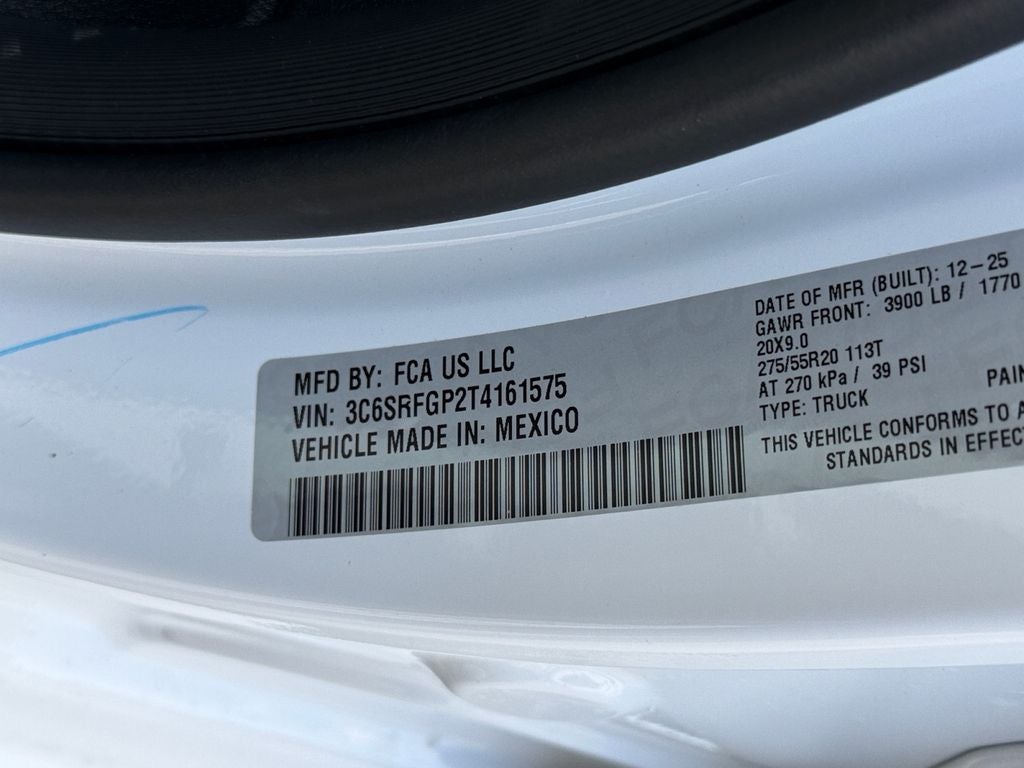 MFD BY: FCA US LLC
VIN: 3C6SRFGP2T4161575
VEHICLE MADE IN: MEXICO
DATE OF MFR (BUILT): 12-25
GAWR FRONT: 3900 LB / 1770
20X9.0
275/55R20 113T
AT 270 kPa / 39 PSI
TYPE: TRUCK
THIS VEHICLE CONFORMS TO
STANDARDS IN